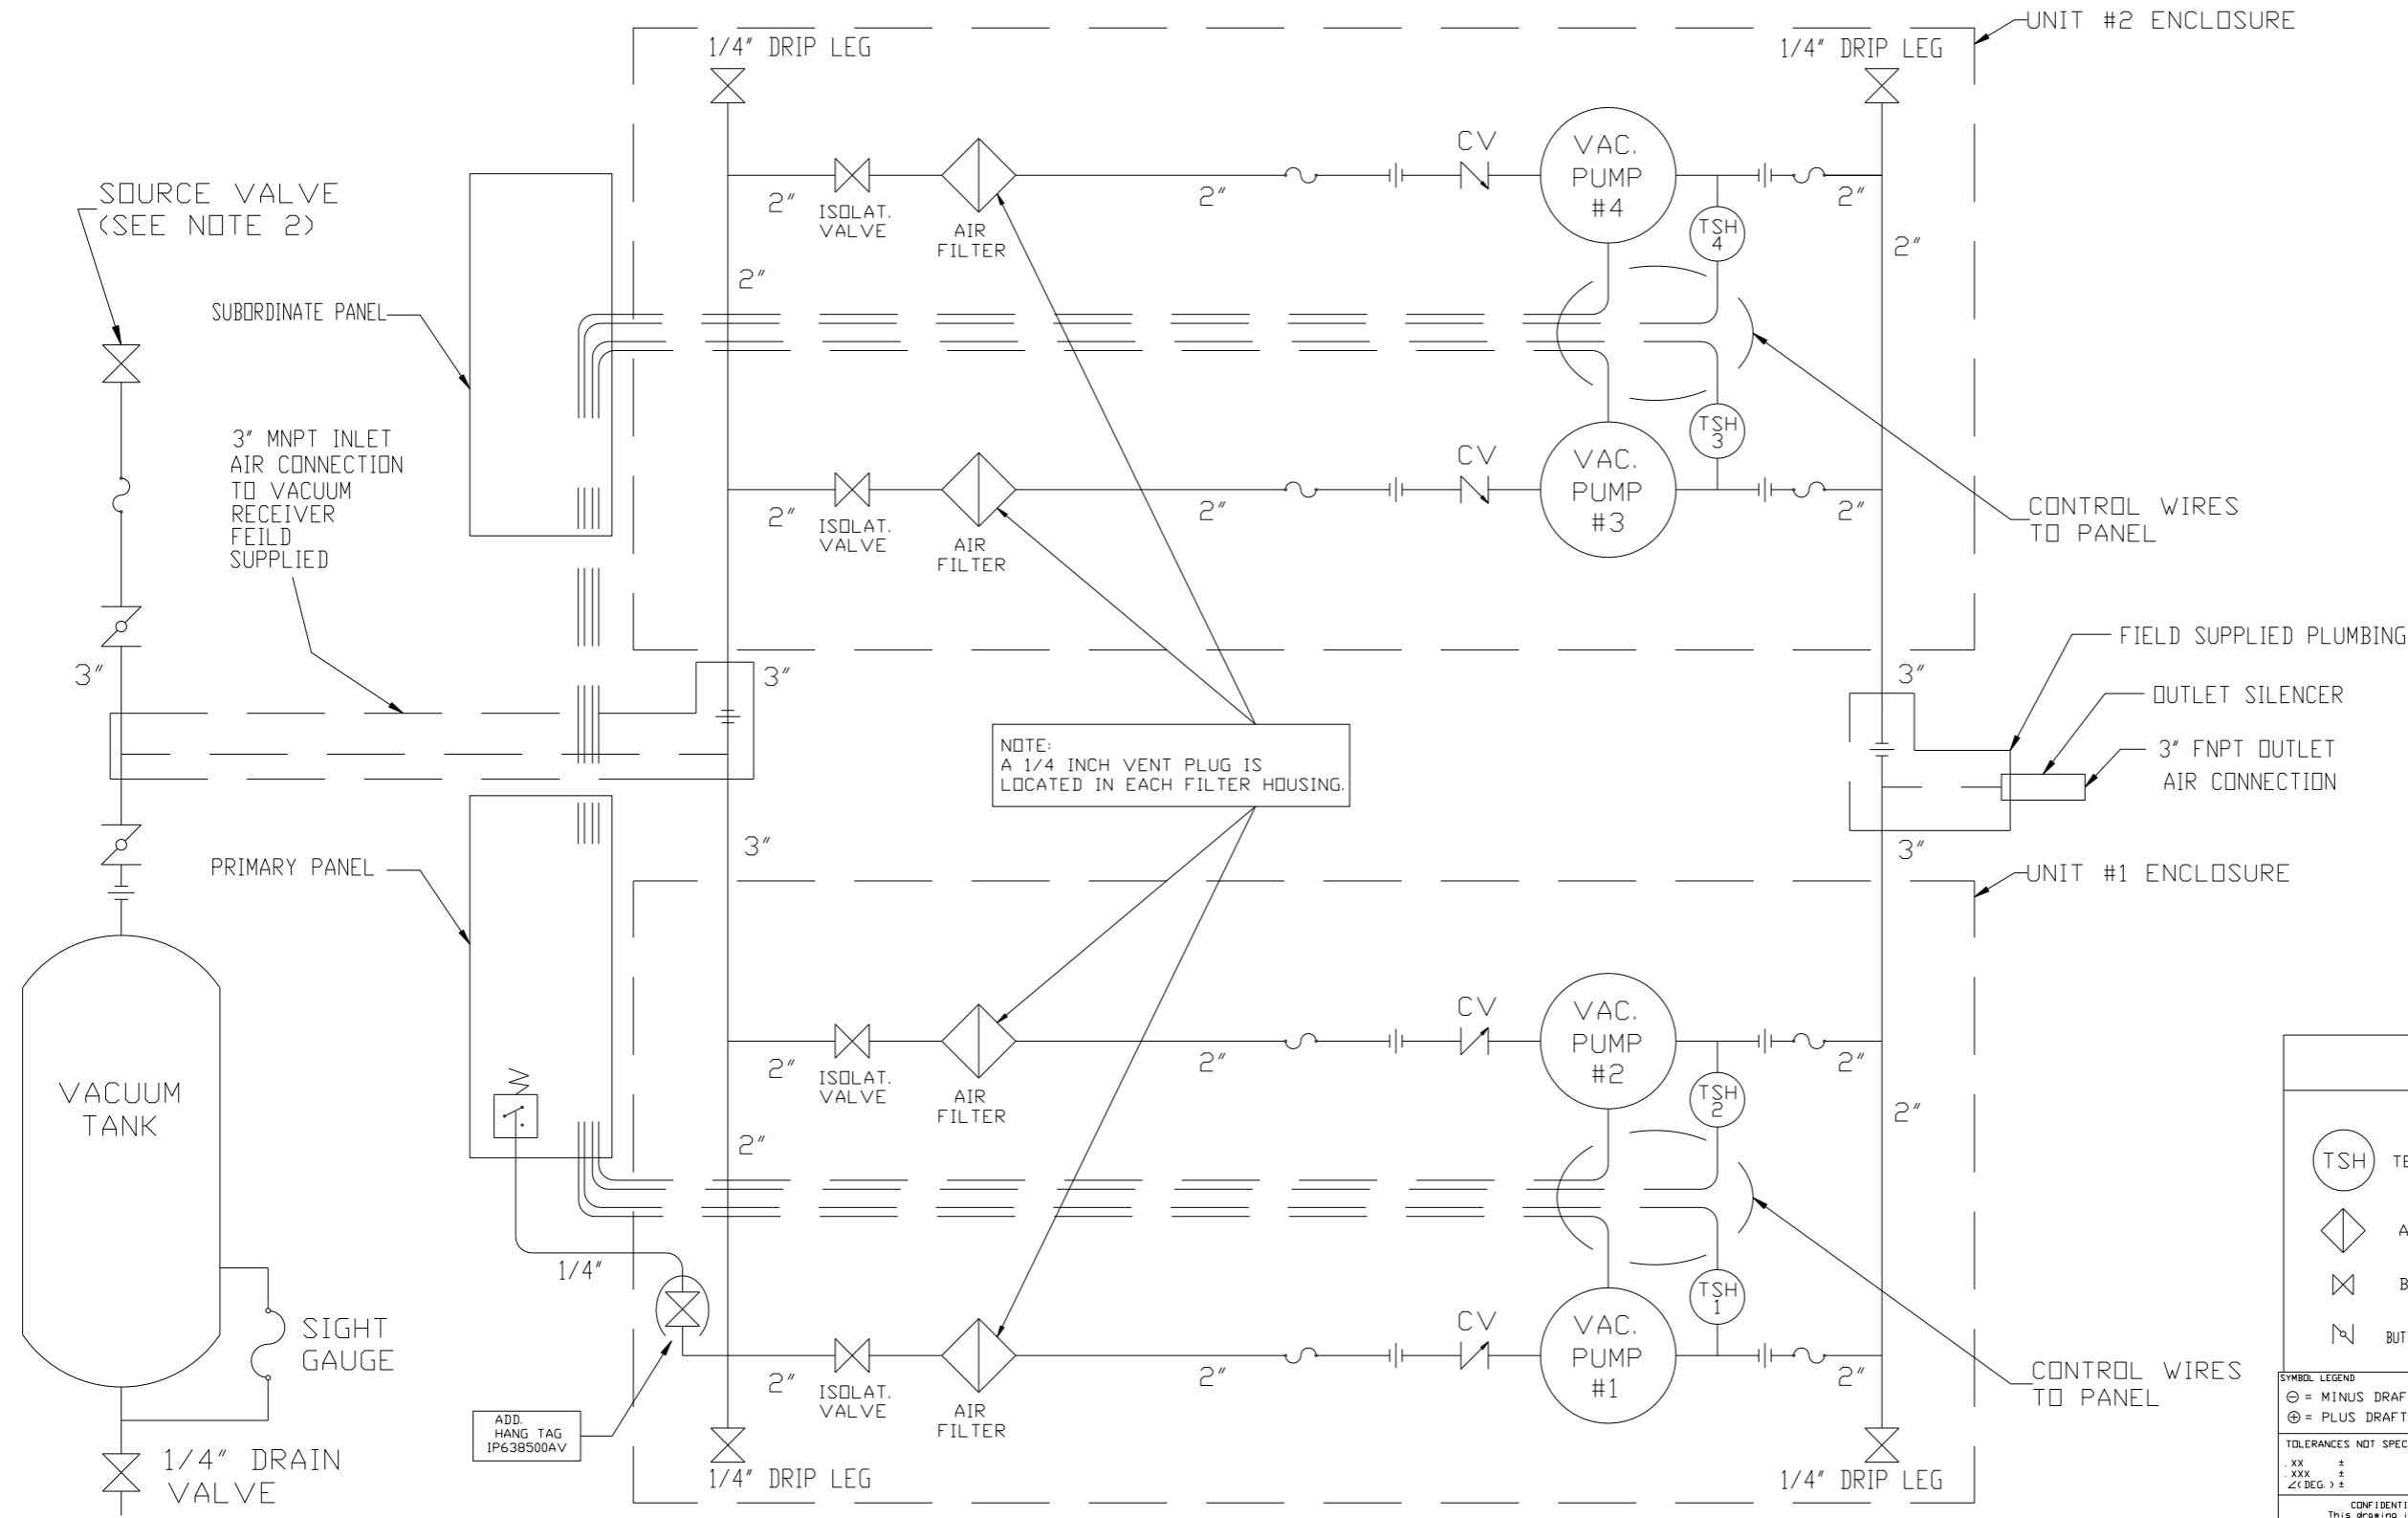 UNIT #2 ENCLOSURE
1/4" DRIP LEG
1/4" DRIP LEG
SOURCE VALVE
(SEE NOTE 2)
CV
VAC.
PUMP
#4
2"
ISOLAT.
VALVE
AIR
FILTER
2"
TSH
4
2"
2"
2"
SUBORDINATE PANEL
3" MNPT INLET
AIR CONNECTION
TO VACUUM
RECEIVER
FEILD
SUPPLIED
TSH
3
CV
VAC.
PUMP
#3
2"
ISOLAT.
VALVE
AIR
FILTER
2"
2"
CONTROL WIRES
TO PANEL
FIELD SUPPLIED PLUMBING
3"
3"
3"
OUTLET SILENCER
3" FNPT OUTLET
AIR CONNECTION
NOTE:
A 1/4 INCH VENT PLUG IS
LOCATED IN EACH FILTER HOUSING.
3"
3"
PRIMARY PANEL
UNIT #1 ENCLOSURE
CV
VAC.
PUMP
#2
2"
ISOLAT.
VALVE
AIR
FILTER
2"
TSH
2
2"
2"
2"
VACUUM
TANK
1/4"
TSH
1
CV
VAC.
PUMP
#1
2"
ISOLAT.
VALVE
AIR
FILTER
2"
2"
SIGHT
GAUGE
CONTROL WIRES
TO PANEL
ADD.
HANG TAG
IP638500AV
1/4" DRAIN
VALVE
1/4" DRIP LEG
1/4" DRIP LEG
TSH
SYMBOL LEGEND
⊖ = MINUS DRAF
⊕ = PLUS DRAFT
TOLERANCES NOT SPEC
.XX ±
.XXX ±
∠(DEG.) ±
CONFIDENTI
This drawing i